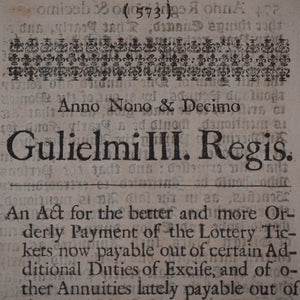 ( 573 )
Anno Nono & Decimo
Gulielmi III. Regis.
An Act for the better and more Or-
derly Payment of the Lottery Tic-
kets now payable out of certain Ad-
ditional Duties of Excise, and of o-
ther Annuities lately payable out of